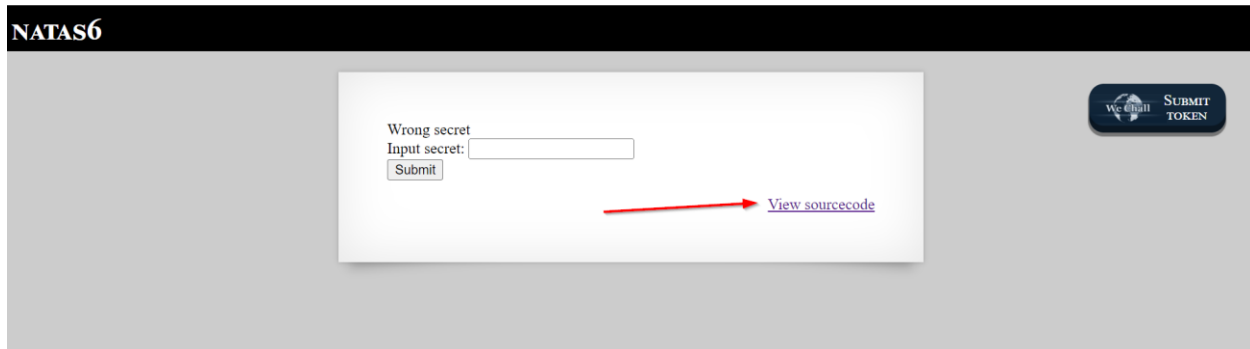 NATAS6
We Chall
SUBMIT
TOKEN
Wrong secret
Input secret:
Submit
View sourcecode